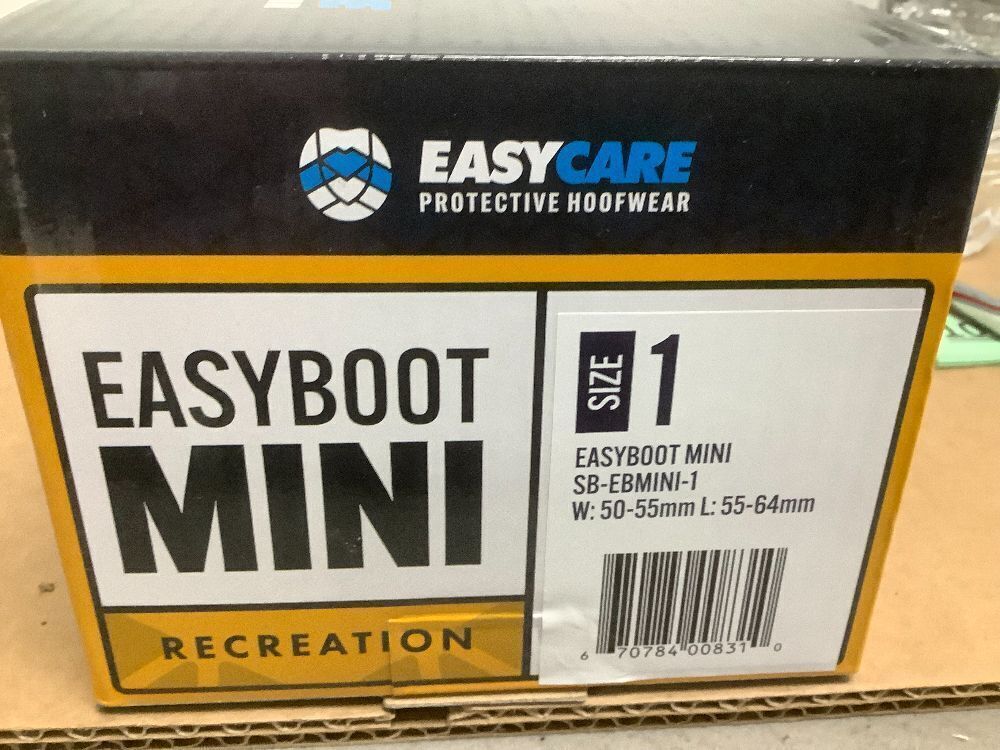 EASYCARE
PROTECTIVE HOOFWEAR
EASYBOOT
MINI
RECREATION
SIZE 1
EASYBOOT MINI
SB-EBMINI-1
W: 50-55mm L: 55-64mm
6 70784 00831 0